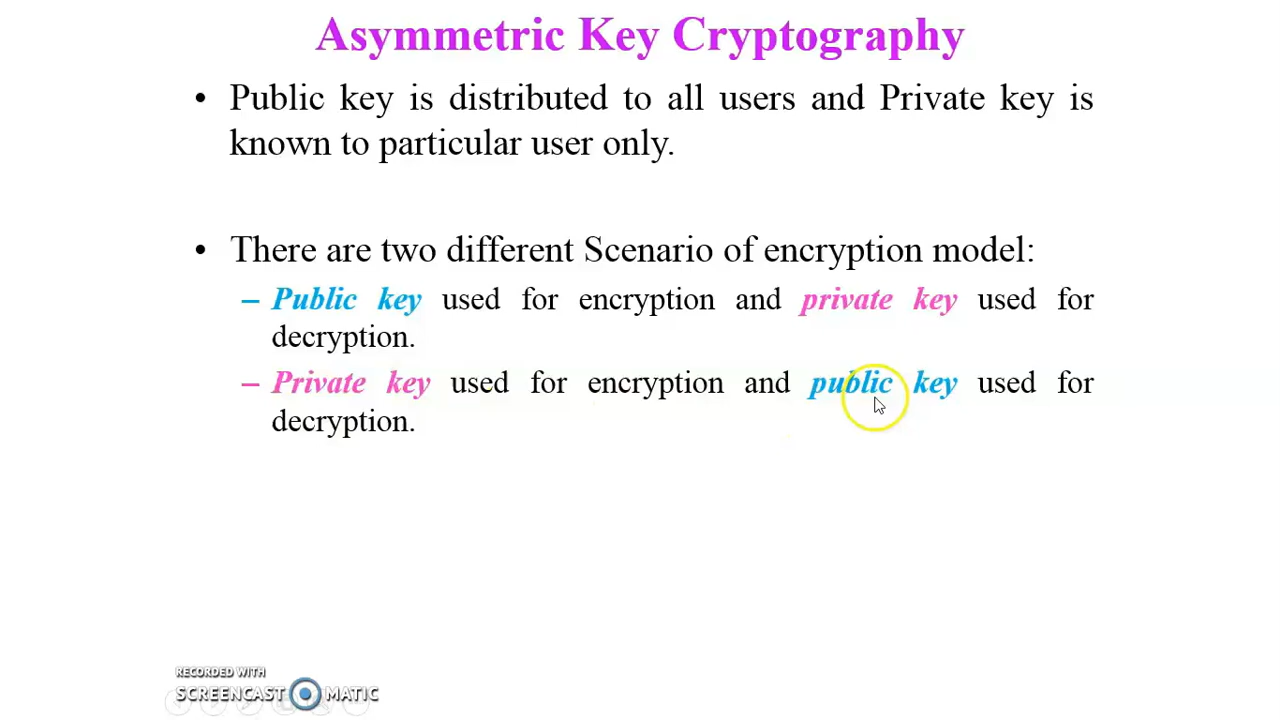 Asymmetric Key Cryptography
• Public key is distributed to all users and Private key is
known to particular user only.
• There are two different Scenario of encryption model:
– Public key used for encryption and private key used for
decryption.
– Private key used for encryption and public key used for
decryption.
RECORDED WITH
SCREENCAST MATIC